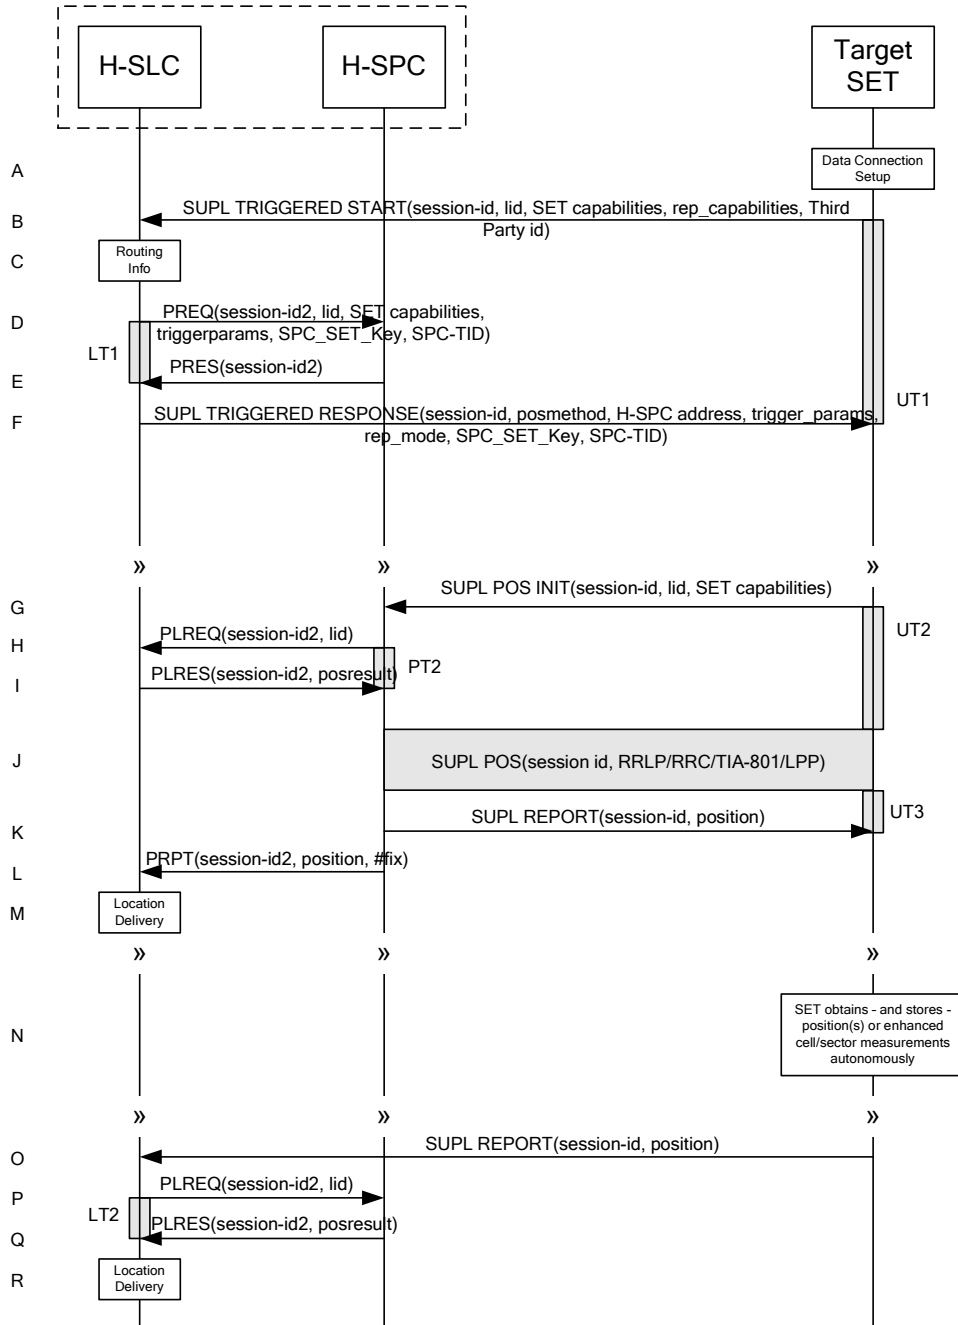 H-SLC
H-SPC
Target
SET
A
Data Connection
Setup
B
SUPL TRIGGERED START(session-id, lid, SET capabilities, rep_capabilities, Third
Party id)
C
Routing
Info
D
PREQ(session-id2, lid, SET capabilities,
triggerparams, SPC_SET_Key, SPC-TID)
LT1
E
PRES(session-id2)
UT1
F
SUPL TRIGGERED RESPONSE(session-id, posmethod, H-SPC address, trigger_params,
rep_mode, SPC_SET_Key, SPC-TID)
» » »
G
SUPL POS INIT(session-id, lid, SET capabilities)
UT2
H
PLREQ(session-id2, lid)
PT2
I
PLRES(session-id2, posresult)
J
SUPL POS(session id, RRLP/RRC/TIA-801/LPP)
UT3
K
SUPL REPORT(session-id, position)
L
PRPT(session-id2, position, #fix)
M
Location
Delivery
» » »
N
SET obtains - and stores -
position(s) or enhanced
cell/sector measurements
autonomously
» » »
O
SUPL REPORT(session-id, position)
P
PLREQ(session-id2, lid)
LT2
Q
PLRES(session-id2, posresult)
R
Location
Delivery